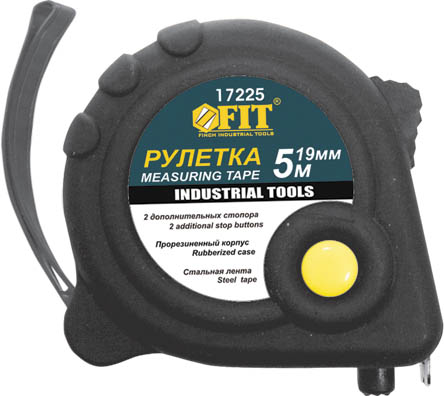 17225
FIT®
FINCH INDUSTRIAL TOOLS
РУЛЕТКА
MEASURING TAPE
5М 19мм
INDUSTRIAL TOOLS
2 дополнительных стопора
2 additional stop buttons
Прорезиненный корпус
Rubberized case
Стальная лента
Steel tape